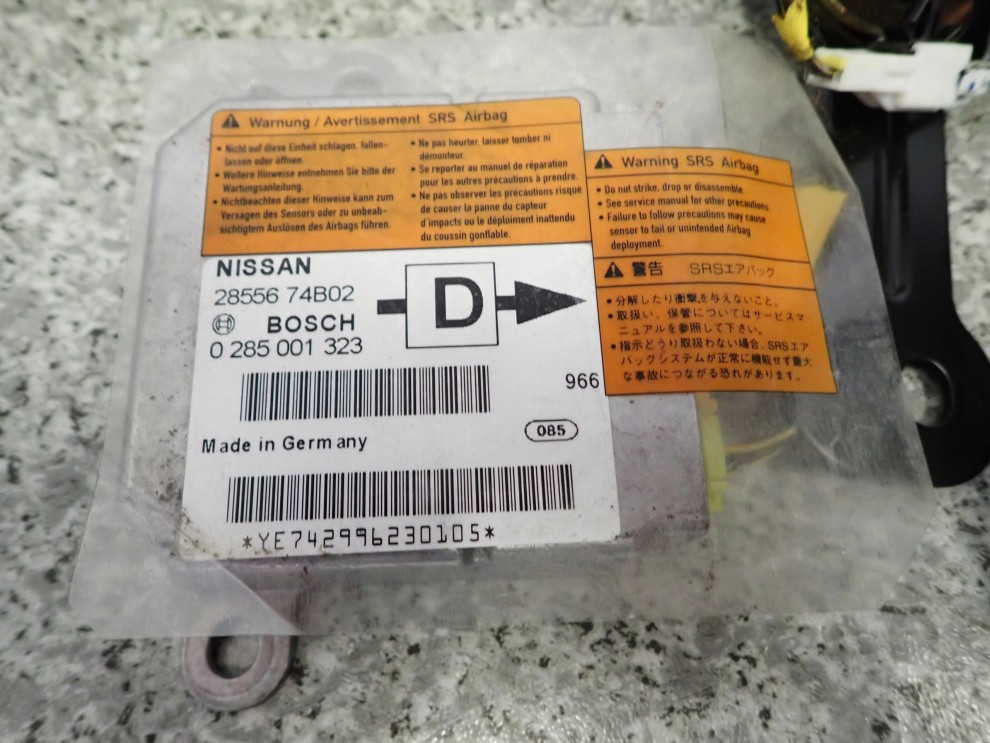 Warnung / Avertissement SRS Airbag
• Nicht auf diese Einheit schlagen, fallen-
lassen oder öffnen.
• Weitere Hinweise entnehmen Sie bitte der
Wartungsanleitung.
• Nichtbeachten dieser Hinweise kann zum
Versagen des Sensors oder zu unbeab-
sichtigtem Auslösen des Airbags führen.
• Ne pas heurter, laisser tomber ni
démonteur.
• Se reporter au manuel de réparation
pour les autres précautions à prendre.
• Ne pas observer les précautions risque
de causer la panne du capteur
d'impacts ou le déploiment inattendu
du coussin gonflable.
Warning SRS Airbag
• Do not strike, drop or disassemble.
• See service manual for other precautions.
• Failure to follow precautions may cause
sensor to fail or unintended Airbag
deployment.
警告 SRSエアバッグ
• 分解したり衝撃を与えないこと。
• 取扱い、保管についてはサービスマ
ニュアルを参照して下さい。
• 指示どうり取扱わない場合、SRSエア
バッグシステムが正常に機能せず重大
な事故につながる恐れがあります。
NISSAN
28556 74B02
BOSCH
0 285 001 323
D
966
Made in Germany
085
*YE742996230105*